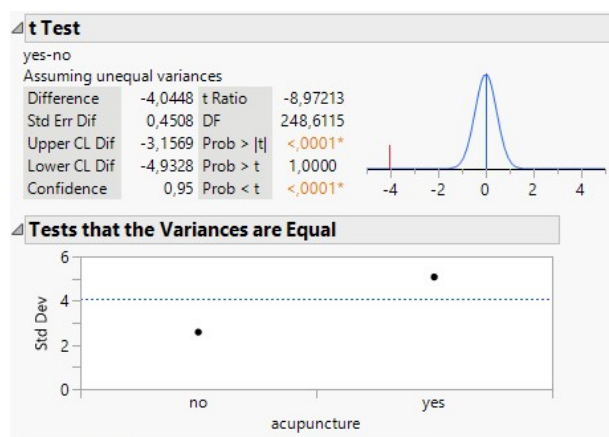 t Test
yes-no
Assuming unequal variances
Difference -4,0448 t Ratio -8,97213
Std Err Dif 0,4508 DF 248,6115
Upper CL Dif -3,1569 Prob > |t| <,0001*
Lower CL Dif -4,9328 Prob > t 1,0000
Confidence 0,95 Prob < t <,0001*
-4 -2 0 2 4
Tests that the Variances are Equal
6
4
2
0
Std Dev
no yes
acupuncture